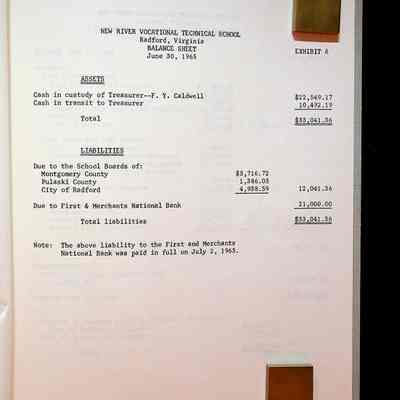 NEW RIVER VOCATIONAL TECHNICAL SCHOOL
Radford, Virginia
BALANCE SHEET EXHIBIT A
June 30, 1965
ASSETS
Cash in custody of Treasurer--F. Y. Caldwell $22,549.17
Cash in transit to Treasurer 10,492.19
Total $33,041.36
LIABILITIES
Due to the School Boards of:
Montgomery County $5,716.72
Pulaski County 1,386.05
City of Radford 4,938.59 12,041.36
Due to First & Merchants National Bank 21,000.00
Total liabilities $33,041.36
Note: The above liability to the First and Merchants
National Bank was paid in full on July 2, 1965.